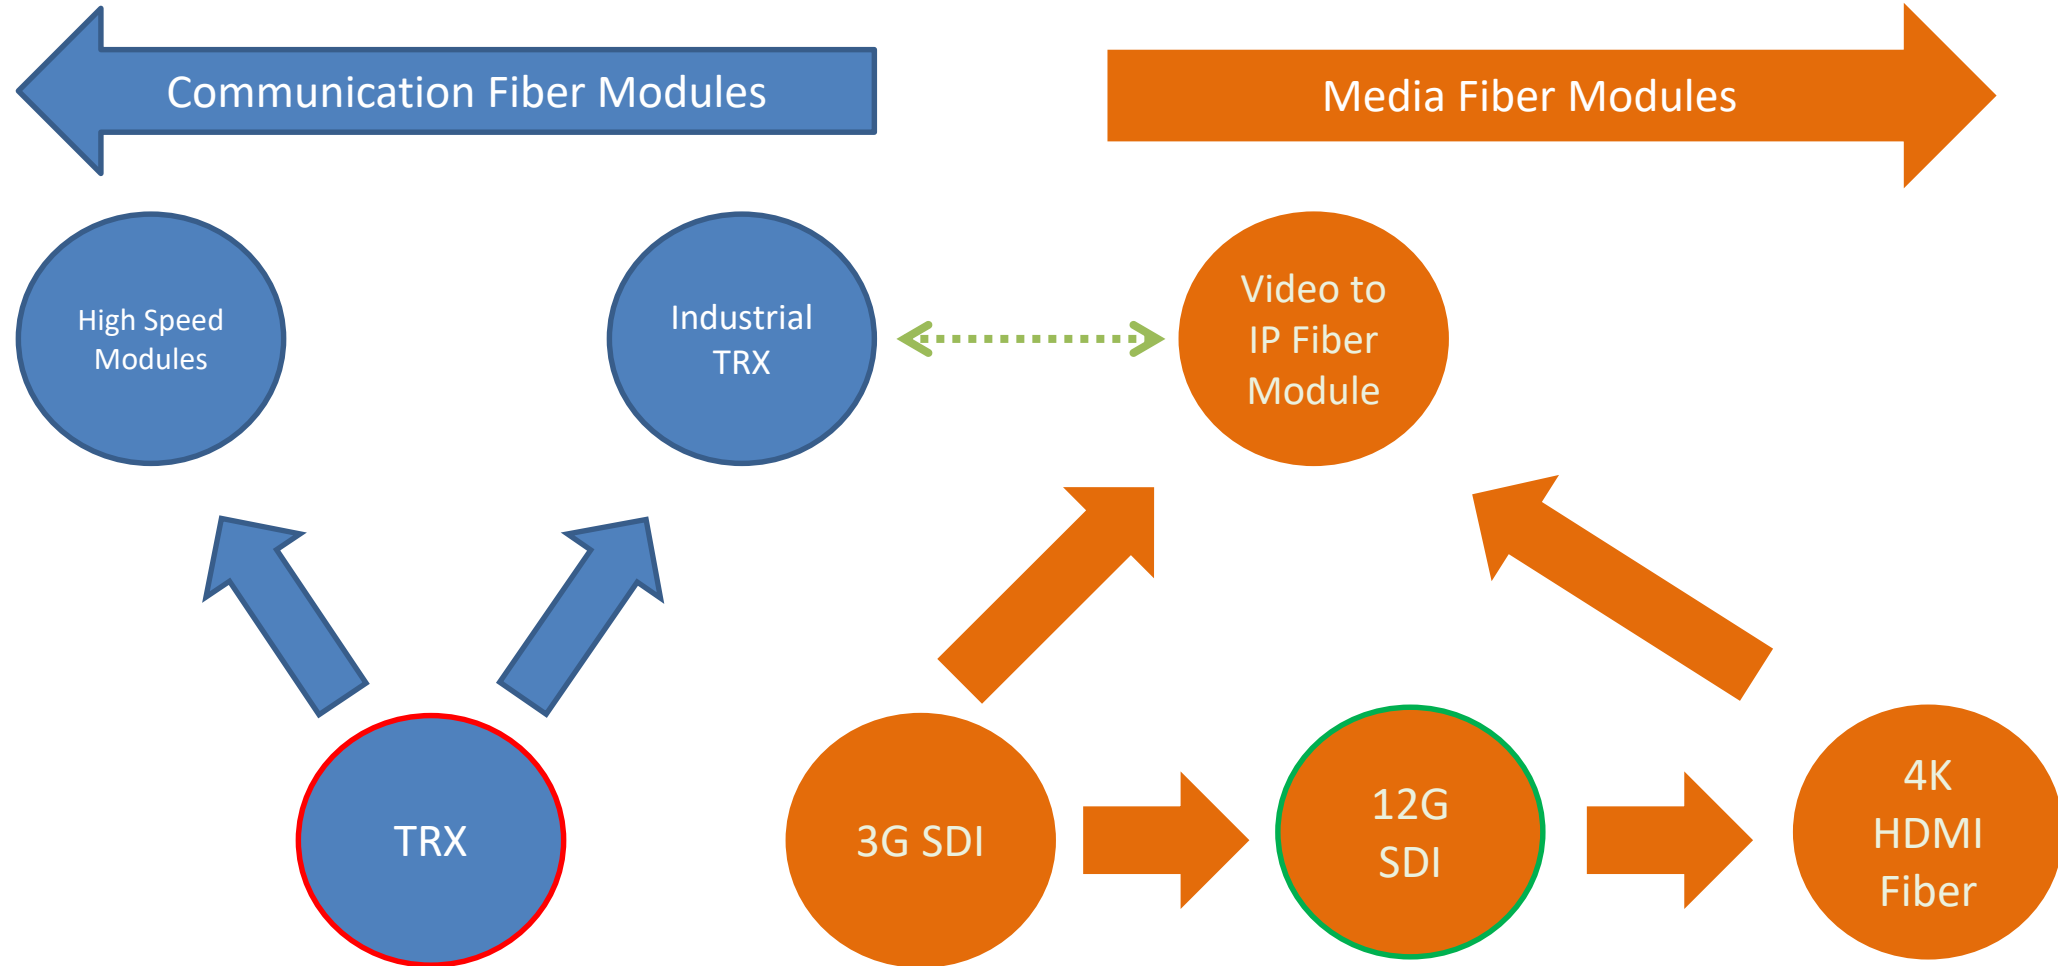 Communication Fiber Modules
Media Fiber Modules
High Speed
Modules
Industrial
TRX
Video to
IP Fiber
Module
TRX
3G SDI
12G
SDI
4K
HDMI
Fiber